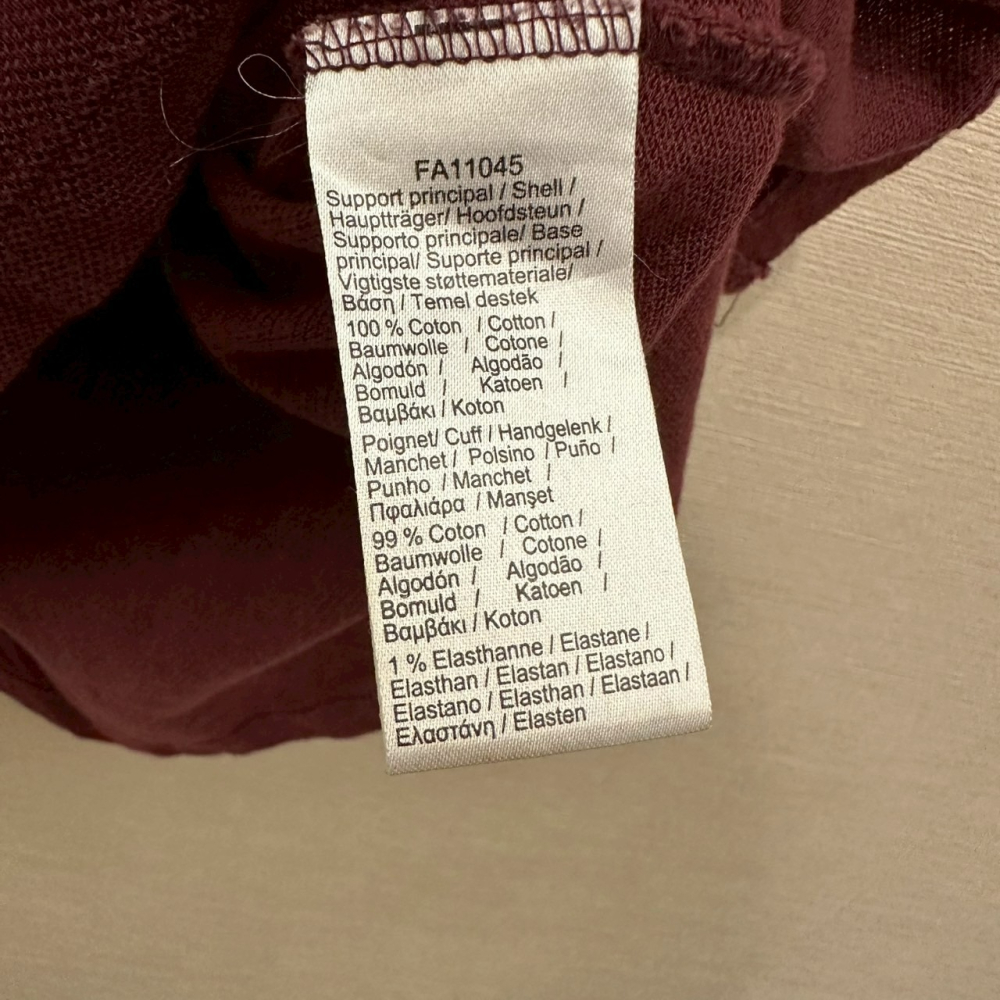 FA11045
Support principal / Shell /
Hauptträger/ Hoofdsteun /
Supporto principale/ Base
principal/ Suporte principal /
Vigtigste støttemateriale/
Βάση / Temel destek
100 % Coton / Cotton /
Baumwolle / Cotone /
Algodón / Algodão /
Bomuld / Katoen /
Βαμβάκι / Koton
Poignet/ Cuff / Handgelenk /
Manchet / Polsino / Puño /
Punho / Manchet /
Πφαλιάρα / Manşet
99 % Coton / Cotton /
Baumwolle / Cotone /
Algodón / Algodão /
Bomuld / Katoen /
Βαμβάκι / Koton
1 % Elasthanne / Elastane /
Elasthan / Elastan / Elastano /
Elastano / Elasthan / Elastaan /
Ελαστάνη / Elasten